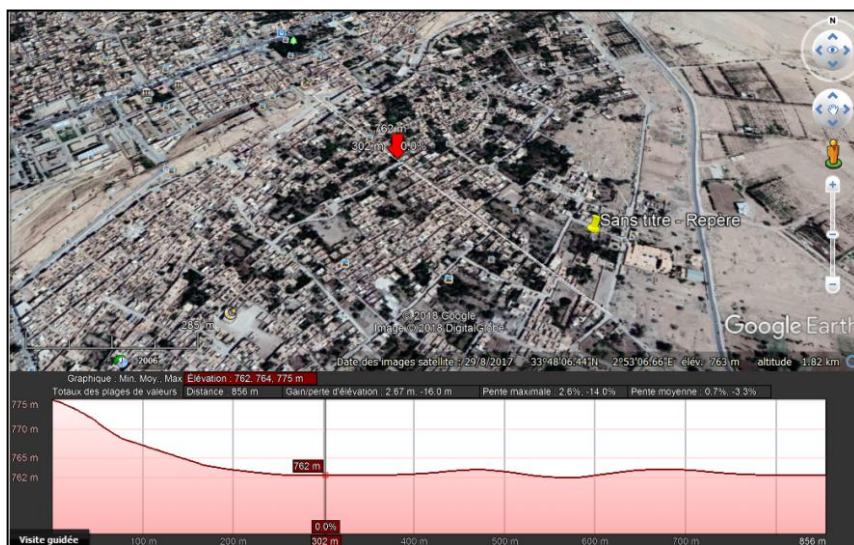 N
762 m
302 m 0.0%
Sans titre - Repère
285 m
© 2018 Google
Image © 2018 DigitalGlobe
Google Earth
2006
Date des images satellite : 29/8/2017 33°48'06.44"N 2°53'06.66"E élév. 763 m altitude 1.82 km
Graphique : Min. Moy.. Max Élévation : 762, 764, 775 m
Totaux des plages de valeurs Distance : 856 m Gain/perte d'élévation : 2.67 m, -16.0 m Pente maximale : 2.6%, -14.0% Pente moyenne : 0.7%, -3.3%
775 m
770 m
765 m
762 m
762 m
0.0%
Visite guidée 100 m 200 m 302 m 400 m 500 m 600 m 700 m 856 m